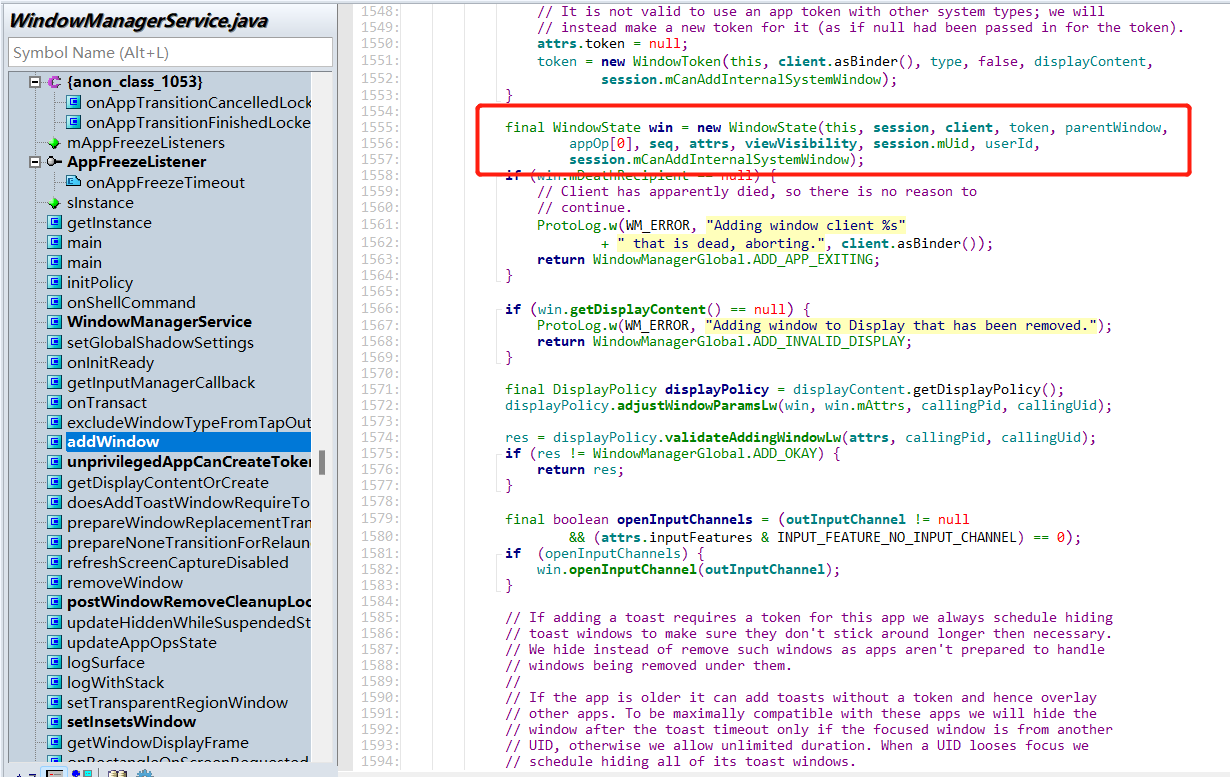 WindowManagerService.java
Symbol Name (Alt+L)
{anon_class_1053}
onAppTransitionCancelledLock
onAppTransitionFinishedLocke
mAppFreezeListeners
AppFreezeListener
onAppFreezeTimeout
sInstance
getInstance
main
main
initPolicy
onShellCommand
WindowManagerService
setGlobalShadowSettings
onInitReady
getInputManagerCallback
onTransact
excludeWindowTypeFromTapOut
addWindow
unprivilegedAppCanCreateToken
getDisplayContentOrCreate
doesAddToastWindowRequireTo
prepareWindowReplacementTran
prepareNoneTransitionForRelaun
refreshScreenCaptureDisabled
removeWindow
postWindowRemoveCleanupLoc
updateHiddenWhileSuspendedSt
updateAppOpsState
logSurface
logWithStack
setTransparentRegionWindow
setInsetsWindow
getWindowDisplayFrame
onRectangleOnScreenRequested
1548: // It is not valid to use an app token with other system types; we will
1549: // instead make a new token for it (as if null had been passed in for the token).
1550: attrs.token = null;
1551: token = new WindowToken(this, client.asBinder(), type, false, displayContent,
1552: session.mCanAddInternalSystemWindow);
1553: }
1554:
1555: final WindowState win = new WindowState(this, session, client, token, parentWindow,
1556: appOp[0], seq, attrs, viewVisibility, session.mUid, userId,
1557: session.mCanAddInternalSystemWindow);
1558: if (win.mDeathRecipient == null) {
1559: // Client has apparently died, so there is no reason to
1560: // continue.
1561: ProtoLog.w(WM_ERROR, "Adding window client %s"
1562: + " that is dead, aborting.", client.asBinder());
1563: return WindowManagerGlobal.ADD_APP_EXITING;
1564: }
1565:
1566: if (win.getDisplayContent() == null) {
1567: ProtoLog.w(WM_ERROR, "Adding window to Display that has been removed.");
1568: return WindowManagerGlobal.ADD_INVALID_DISPLAY;
1569: }
1570:
1571: final DisplayPolicy displayPolicy = displayContent.getDisplayPolicy();
1572: displayPolicy.adjustWindowParamsLw(win, win.mAttrs, callingPid, callingUid);
1573:
1574: res = displayPolicy.validateAddingWindowLw(attrs, callingPid, callingUid);
1575: if (res != WindowManagerGlobal.ADD_OKAY) {
1576: return res;
1577: }
1578:
1579: final boolean openInputChannels = (outInputChannel != null
1580: && (attrs.inputFeatures & INPUT_FEATURE_NO_INPUT_CHANNEL) == 0);
1581: if (openInputChannels) {
1582: win.openInputChannel(outInputChannel);
1583: }
1584:
1585: // If adding a toast requires a token for this app we always schedule hiding
1586: // toast windows to make sure they don't stick around longer then necessary.
1587: // We hide instead of remove such windows as apps aren't prepared to handle
1588: // windows being removed under them.
1589: //
1590: // If the app is older it can add toasts without a token and hence overlay
1591: // other apps. To be maximally compatible with these apps we will hide the
1592: // window after the toast timeout only if the focused window is from another
1593: // UID, otherwise we allow unlimited duration. When a UID looses focus we
1594: // schedule hiding all of its toast windows.